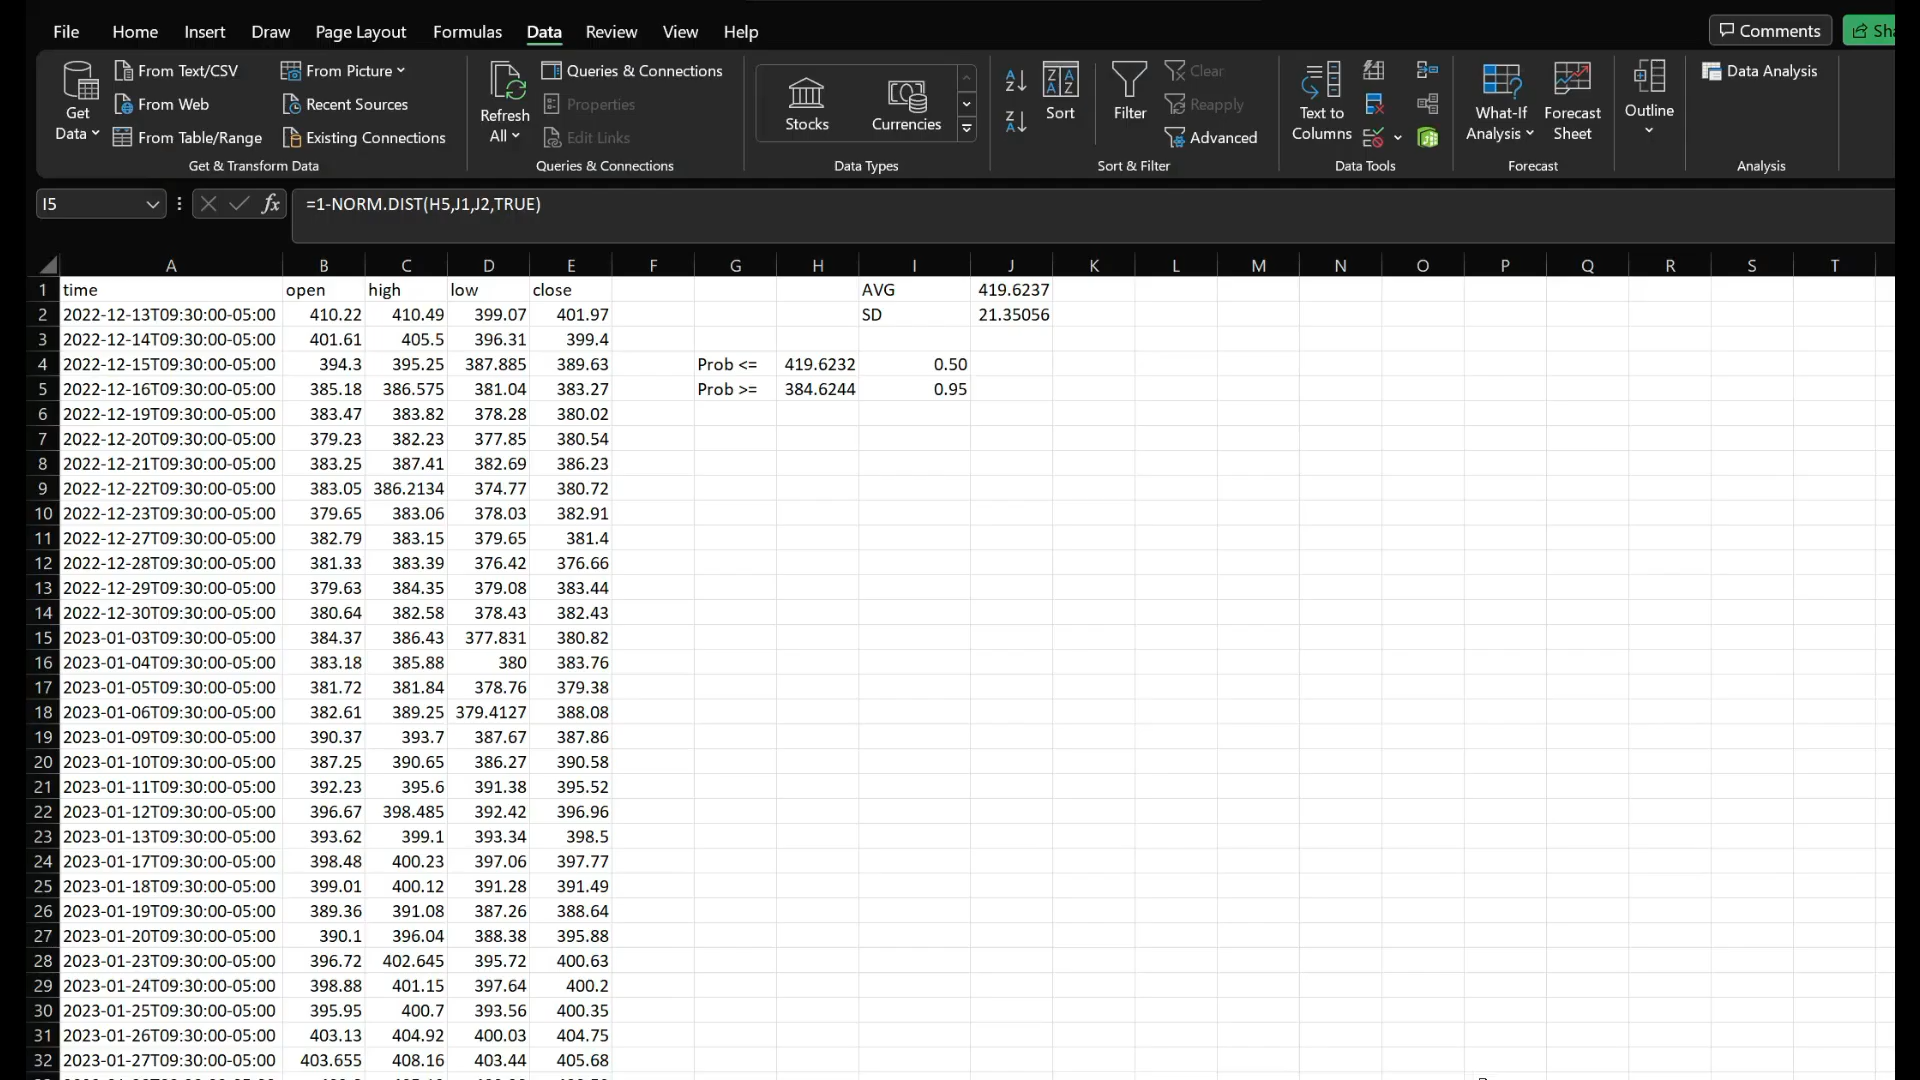 File Home Insert Draw Page Layout Formulas Data Review View Help Comments
Get Data From Text/CSV From Web From Table/Range From Picture Recent Sources Existing Connections
Get & Transform Data
Refresh All Queries & Connections Properties Edit Links
Queries & Connections
Stocks Currencies
Data Types
Sort Filter Clear Reapply Advanced
Sort & Filter
Text to Columns
Data Tools
What-If Analysis Forecast Sheet
Forecast
Outline
Data Analysis
Analysis
I5 fx =1-NORM.DIST(H5,J1,J2,TRUE)
A B C D E F G H I J K L M N O P Q R S T
1 time open high low close AVG 419.6237
2 2022-12-13T09:30:00-05:00 410.22 410.49 399.07 401.97 SD 21.35056
3 2022-12-14T09:30:00-05:00 401.61 405.5 396.31 399.4
4 2022-12-15T09:30:00-05:00 394.3 395.25 387.885 389.63 Prob <= 419.6232 0.50
5 2022-12-16T09:30:00-05:00 385.18 386.575 381.04 383.27 Prob >= 384.6244 0.95
6 2022-12-19T09:30:00-05:00 383.47 383.82 378.28 380.02
7 2022-12-20T09:30:00-05:00 379.23 382.23 377.85 380.54
8 2022-12-21T09:30:00-05:00 383.25 387.41 382.69 386.23
9 2022-12-22T09:30:00-05:00 383.05 386.2134 374.77 380.72
10 2022-12-23T09:30:00-05:00 379.65 383.06 378.03 382.91
11 2022-12-27T09:30:00-05:00 382.79 383.15 379.65 381.4
12 2022-12-28T09:30:00-05:00 381.33 383.39 376.42 376.66
13 2022-12-29T09:30:00-05:00 379.63 384.35 379.08 383.44
14 2022-12-30T09:30:00-05:00 380.64 382.58 378.43 382.43
15 2023-01-03T09:30:00-05:00 384.37 386.43 377.831 380.82
16 2023-01-04T09:30:00-05:00 383.18 385.88 380 383.76
17 2023-01-05T09:30:00-05:00 381.72 381.84 378.76 379.38
18 2023-01-06T09:30:00-05:00 382.61 389.25 379.4127 388.08
19 2023-01-09T09:30:00-05:00 390.37 393.7 387.67 387.86
20 2023-01-10T09:30:00-05:00 387.25 390.65 386.27 390.58
21 2023-01-11T09:30:00-05:00 392.23 395.6 391.38 395.52
22 2023-01-12T09:30:00-05:00 396.67 398.485 392.42 396.96
23 2023-01-13T09:30:00-05:00 393.62 399.1 393.34 398.5
24 2023-01-17T09:30:00-05:00 398.48 400.23 397.06 397.77
25 2023-01-18T09:30:00-05:00 399.01 400.12 391.28 391.49
26 2023-01-19T09:30:00-05:00 389.36 391.08 387.26 388.64
27 2023-01-20T09:30:00-05:00 390.1 396.04 388.38 395.88
28 2023-01-23T09:30:00-05:00 396.72 402.645 395.72 400.63
29 2023-01-24T09:30:00-05:00 398.88 401.15 397.64 400.2
30 2023-01-25T09:30:00-05:00 395.95 400.7 393.56 400.35
31 2023-01-26T09:30:00-05:00 403.13 404.92 400.03 404.75
32 2023-01-27T09:30:00-05:00 403.655 408.16 403.44 405.68